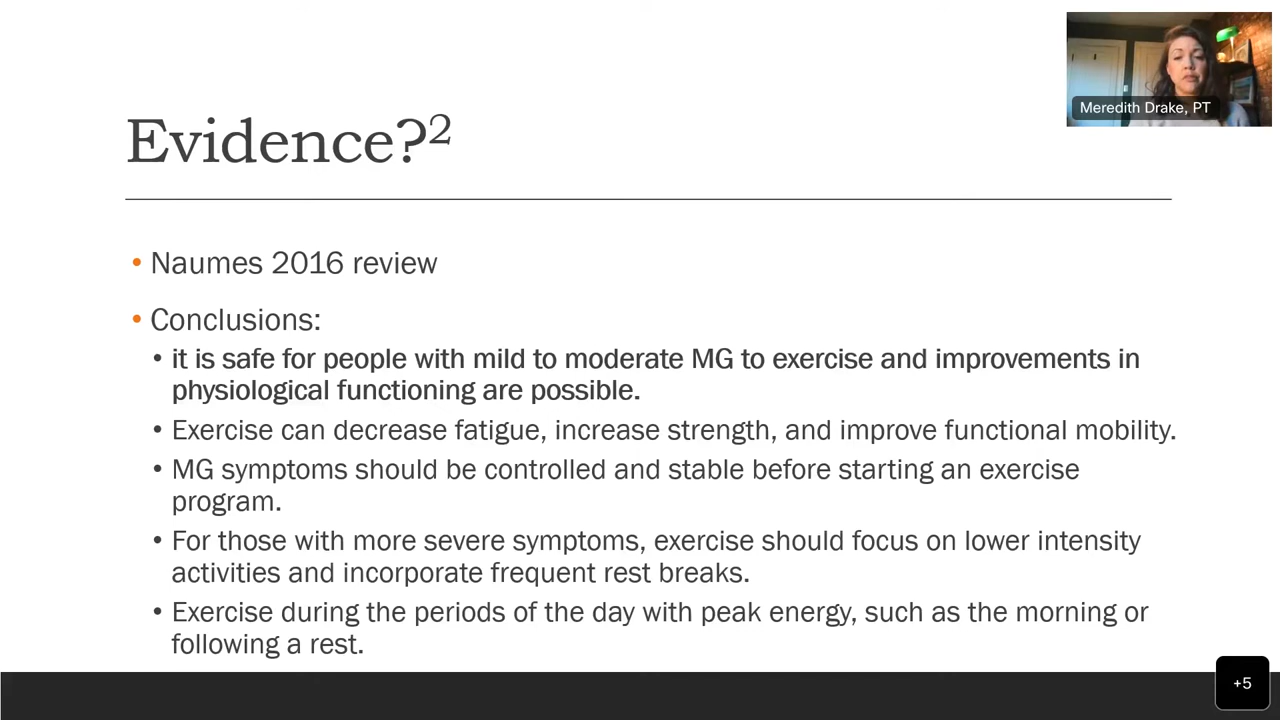 Meredith Drake, PT
Evidence?²
• Naumes 2016 review
• Conclusions:
• it is safe for people with mild to moderate MG to exercise and improvements in
physiological functioning are possible.
• Exercise can decrease fatigue, increase strength, and improve functional mobility.
• MG symptoms should be controlled and stable before starting an exercise
program.
• For those with more severe symptoms, exercise should focus on lower intensity
activities and incorporate frequent rest breaks.
• Exercise during the periods of the day with peak energy, such as the morning or
following a rest.
+5